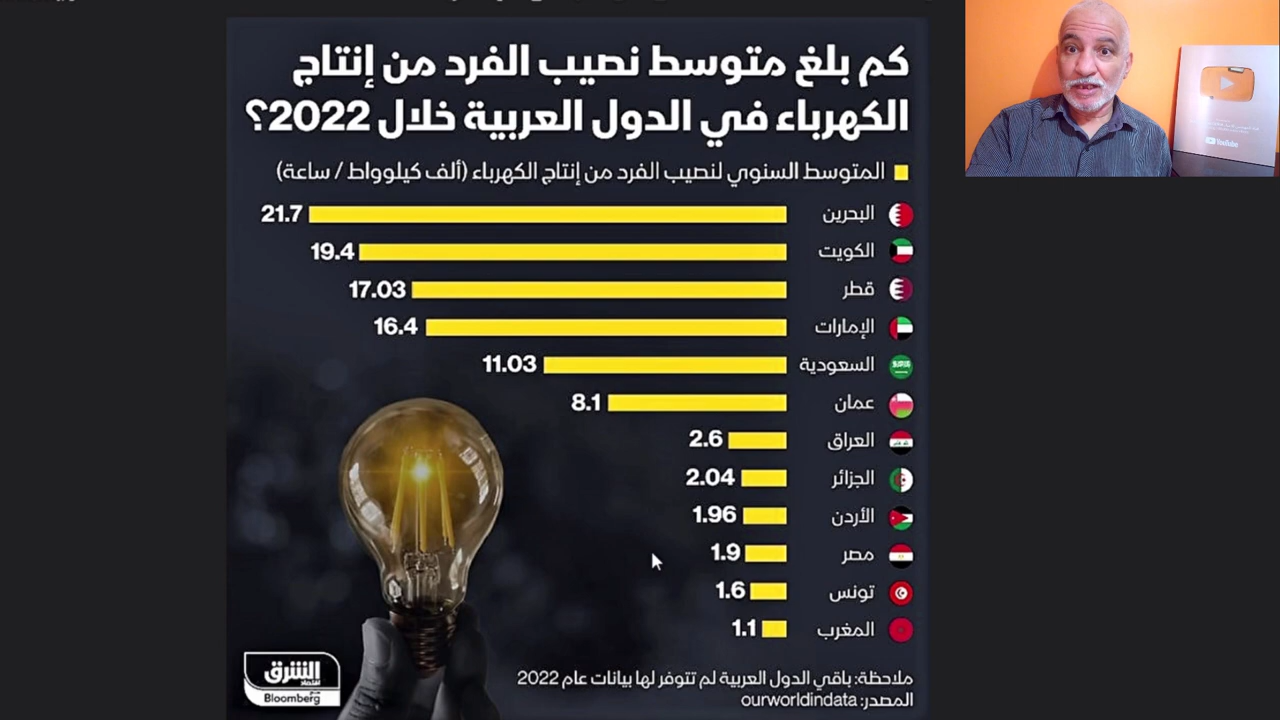 كم بلغ متوسط نصيب الفرد من إنتاج
الكهرباء في الدول العربية خلال 2022؟
المتوسط السنوي لنصيب الفرد من إنتاج الكهرباء (ألف كيلوواط / ساعة)
البحرين 21.7
الكويت 19.4
قطر 17.03
الإمارات 16.4
السعودية 11.03
عمان 8.1
العراق 2.6
الجزائر 2.04
الأردن 1.96
مصر 1.9
تونس 1.6
المغرب 1.1
ملاحظة: باقي الدول العربية لم تتوفر لها بيانات عام 2022
المصدر: ourworldindata
الشرق
اقتصاد
مع
Bloomberg
YouTube